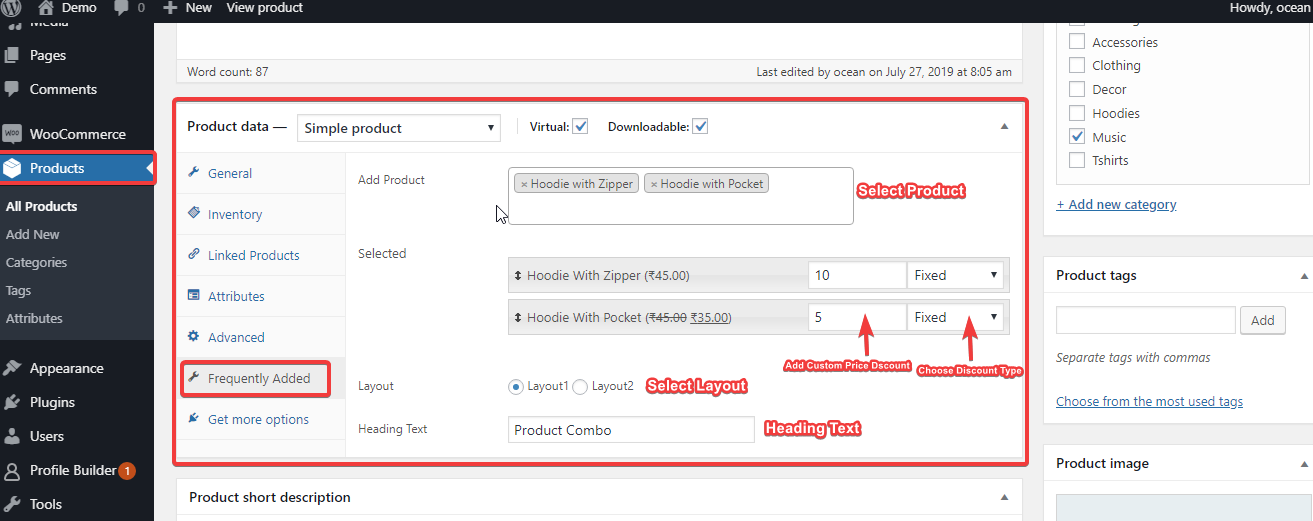 Demo 0 New View product Howdy, ocean
Media
Pages
Comments
WooCommerce
Products
All Products
Add New
Categories
Tags
Attributes
Appearance
Plugins
Users
Profile Builder 1
Tools
Word count: 87 Last edited by ocean on July 27, 2019 at 8:05 am
Product data — Simple product Virtual: Downloadable:
General
Inventory
Linked Products
Attributes
Advanced
Frequently Added
Get more options
Add Product × Hoodie with Zipper × Hoodie with Pocket Select Product
Selected
Hoodie With Zipper (₹45.00) 10 Fixed
Hoodie With Pocket (₹45.00 ₹35.00) 5 Fixed
Add Custom Price Dscount Choose Discount Type
Layout Layout1 Layout2 Select Layout
Heading Text Product Combo Heading Text
Product short description
Accessories
Clothing
Decor
Hoodies
Music
Tshirts
+ Add new category
Product tags
Add
Separate tags with commas
Choose from the most used tags
Product image